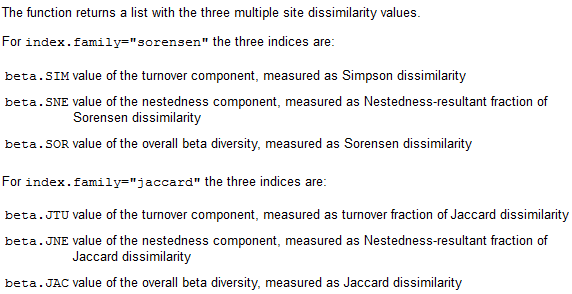 The function returns a list with the three multiple site dissimilarity values.
For index.family="sorensen" the three indices are:
beta.SIM value of the turnover component, measured as Simpson dissimilarity
beta.SNE value of the nestedness component, measured as Nestedness-resultant fraction of
Sorensen dissimilarity
beta.SOR value of the overall beta diversity, measured as Sorensen dissimilarity
For index.family="jaccard" the three indices are:
beta.JTU value of the turnover component, measured as turnover fraction of Jaccard dissimilarity
beta.JNE value of the nestedness component, measured as Nestedness-resultant fraction of
Jaccard dissimilarity
beta.JAC value of the overall beta diversity, measured as Jaccard dissimilarity